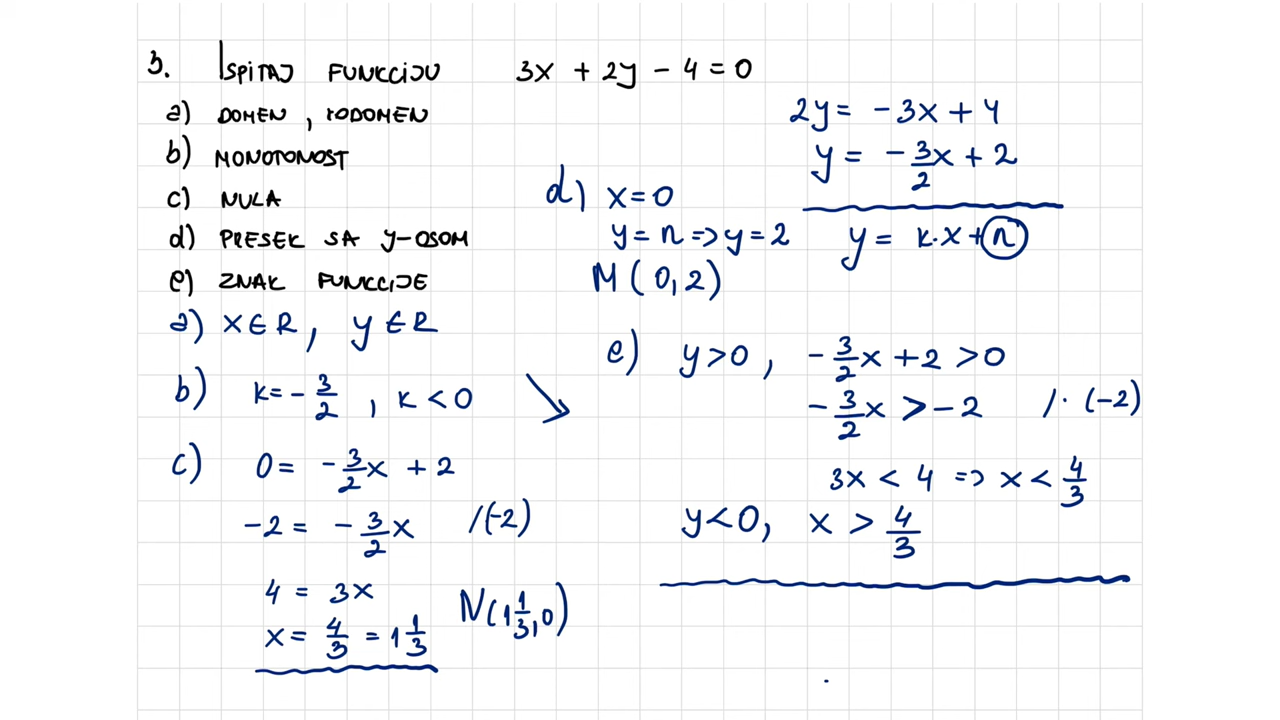 3. ISPITAJ FUNKCIJU 3x + 2y - 4 = 0
a) DOMEN, KODOMEN
b) MONOTONOST
c) NULA
d) PRESEK SA y-OSOM
e) ZNAK FUNKCIJE
2y = -3x + 4
y = -3/2x + 2
y = k·x + n
a) x ∈ R, y ∈ R
b) k = -3/2, k < 0 ↘
c) 0 = -3/2x + 2
-2 = -3/2x /(-2)
4 = 3x
x = 4/3 = 1 1/3 N(1 1/3, 0)
d) x = 0
y = n => y = 2
M(0, 2)
e) y > 0, -3/2x + 2 > 0
-3/2x > -2 /·(-2)
3x < 4 => x < 4/3
y < 0, x > 4/3